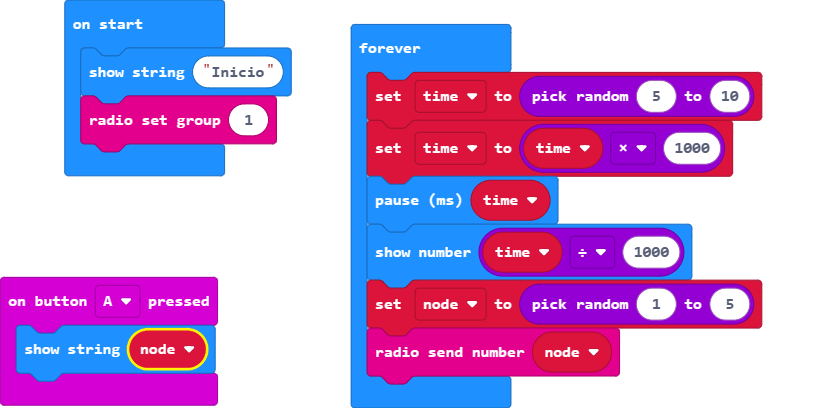 on start
show string "Inicio"
radio set group 1
forever
set time to pick random 5 to 10
set time to time × 1000
pause (ms) time
show number time ÷ 1000
set node to pick random 1 to 5
radio send number node
on button A pressed
show string node